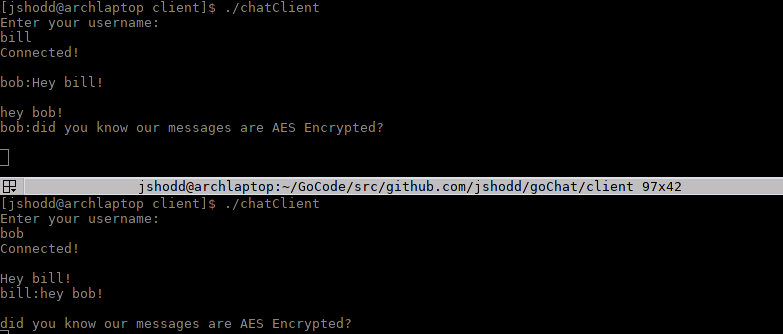 [jshodd@archlaptop client]$ ./chatClient
Enter your username:
bill
Connected!
bob:Hey bill!
hey bob!
bob:did you know our messages are AES Encrypted?
jshodd@archlaptop:~/GoCode/src/github.com/jshodd/goChat/client 97x42
[jshodd@archlaptop client]$ ./chatClient
Enter your username:
bob
Connected!
Hey bill!
bill:hey bob!
did you know our messages are AES Encrypted?